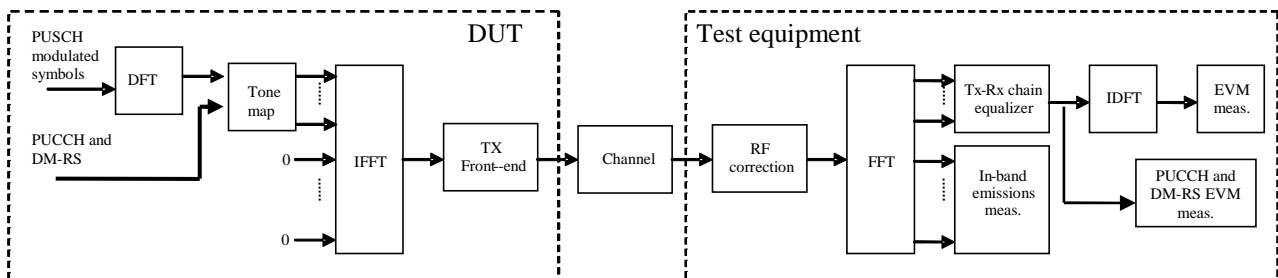 DUT
Test equipment
PUSCH
modulated
symbols
DFT
Tone
map
PUCCH and
DM-RS
0
0
IFFT
TX
Front--end
Channel
RF
correction
FFT
Tx-Rx chain
equalizer
IDFT
EVM
meas.
In-band
emissions
meas.
PUCCH and
DM-RS EVM
meas.